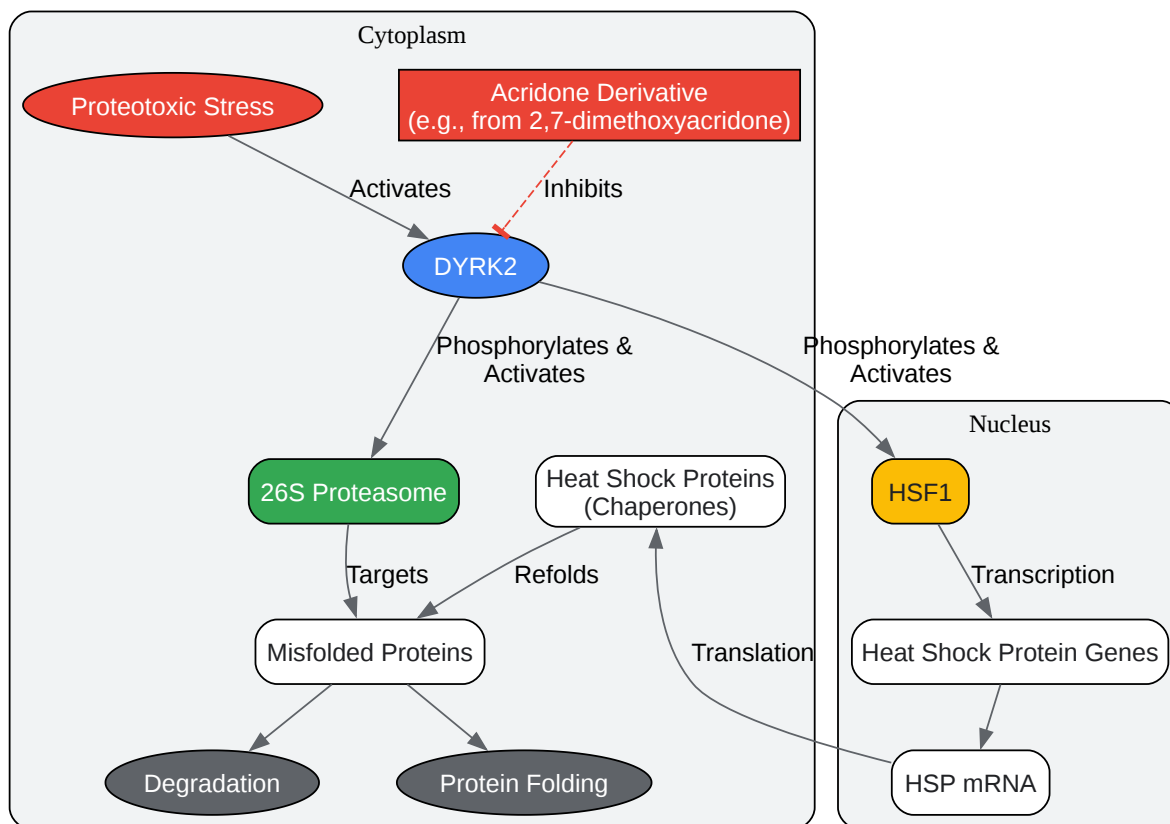 Cytoplasm
Proteotoxic Stress
Acridone Derivative
(e.g., from 2,7-dimethoxyacridone)
Activates
Inhibits
DYRK2
Phosphorylates &
Activates
Phosphorylates &
Activates
Nucleus
26S Proteasome
Heat Shock Proteins
(Chaperones)
HSF1
Targets
Refolds
Transcription
Misfolded Proteins
Translation
Heat Shock Protein Genes
Degradation
Protein Folding
HSP mRNA